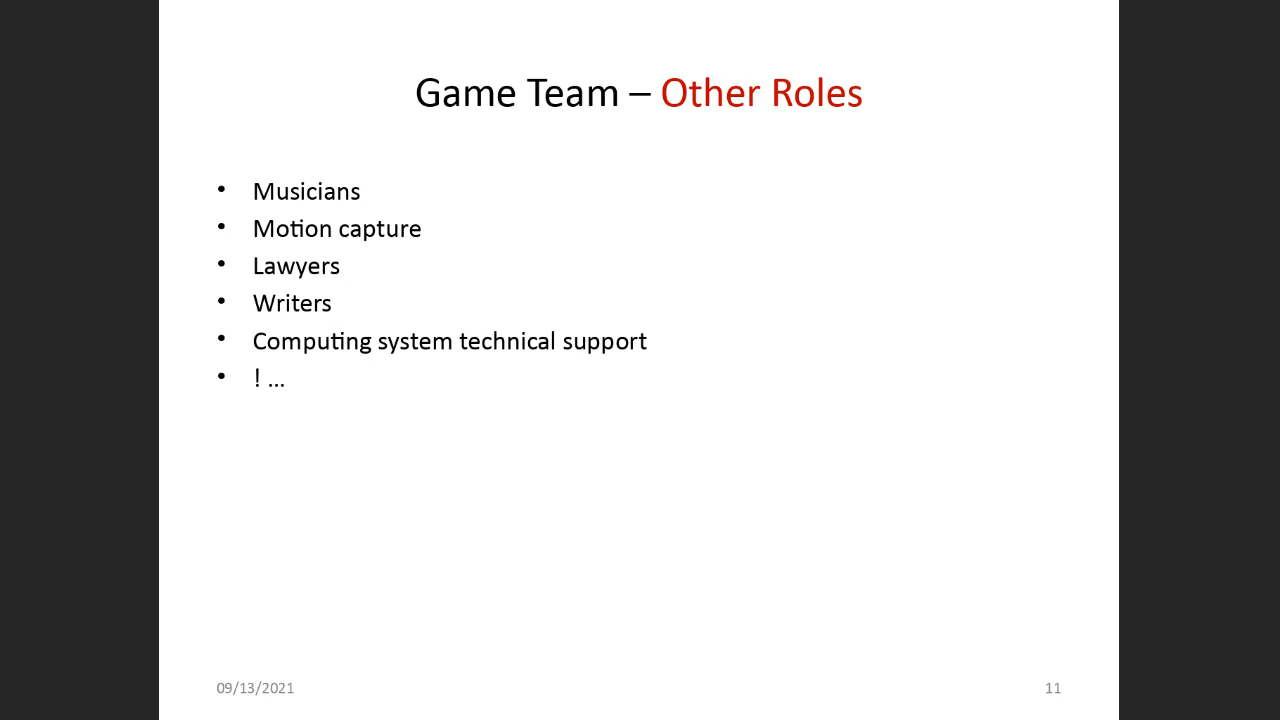 Game Team – Other Roles
• Musicians
• Motion capture
• Lawyers
• Writers
• Computing system technical support
• ! ...
09/13/2021
11